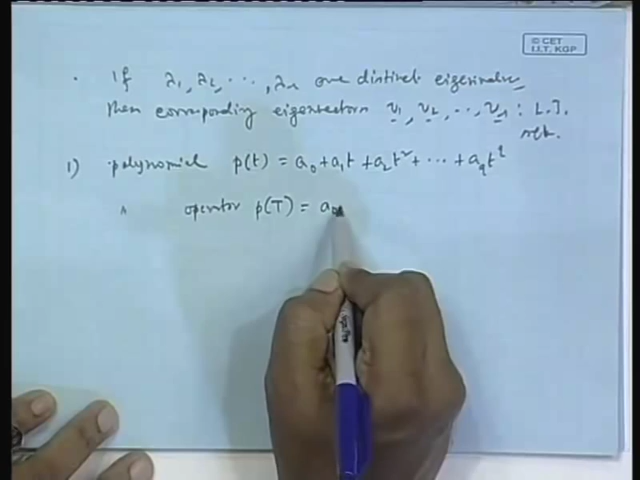 © CET
I.I.T. KGP
· If λ₁, λ₂, ⋯, λₙ are distinct eigenvalues,
then corresponding eigenvectors v₁, v₂, ⋯, vₙ : L.I.
set.
1) polynomial p(t) = a₀ + a₁t + a₂t² + ⋯ + a_q t^q
operator p(T) = a₀